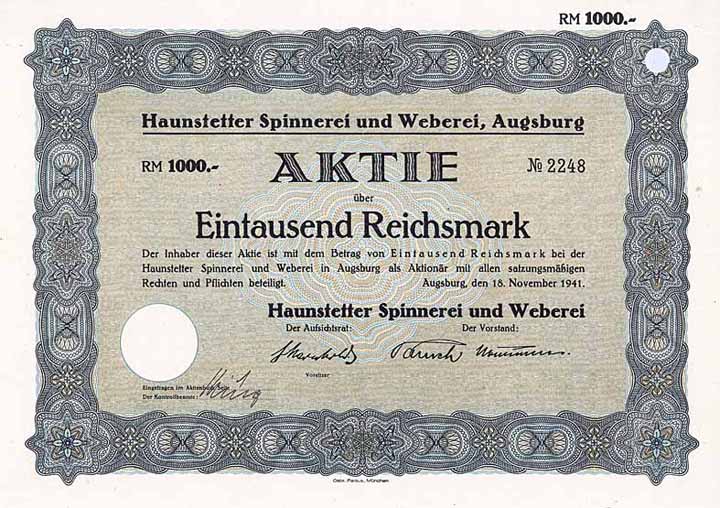 RM 1000.-
Haunstetter Spinnerei und Weberei, Augsburg
RM 1000.- AKTIE № 2248
über
Eintausend Reichsmark
Der Inhaber dieser Aktie ist mit dem Betrag von Eintausend Reichsmark bei der
Haunstetter Spinnerei und Weberei in Augsburg als Aktionär mit allen satzungsmäßigen
Rechten und Pflichten beteiligt. Augsburg, den 18. November 1941.
Haunstetter Spinnerei und Weberei
Der Aufsichtsrat: Der Vorstand:
Vorsitzer
Eingetragen im Aktienbuch Seite
Der Kontrollbeamte: